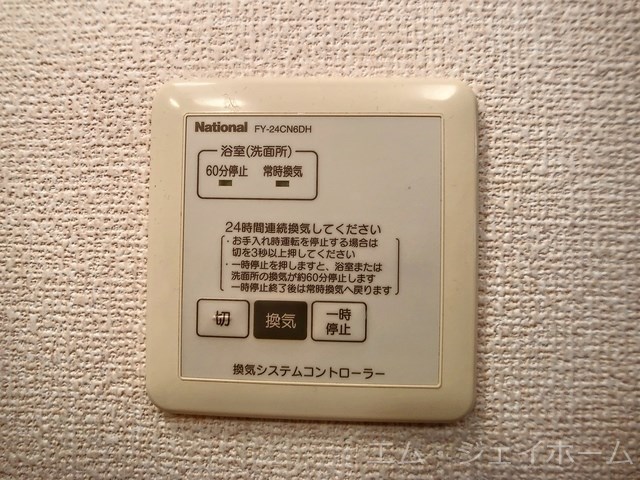 National FY-24CN6DH
浴室(洗面所)
60分停止 常時換気
24時間連続換気してください
・お手入れ時運転を停止する場合は
切を3秒以上押してください
・一時停止を押しますと、浴室または
洗面所の換気が約60分停止します
一時停止終了後は常時換気へ戻ります
切 換気 一時
停止
換気システムコントローラー
エム・ジェイホーム